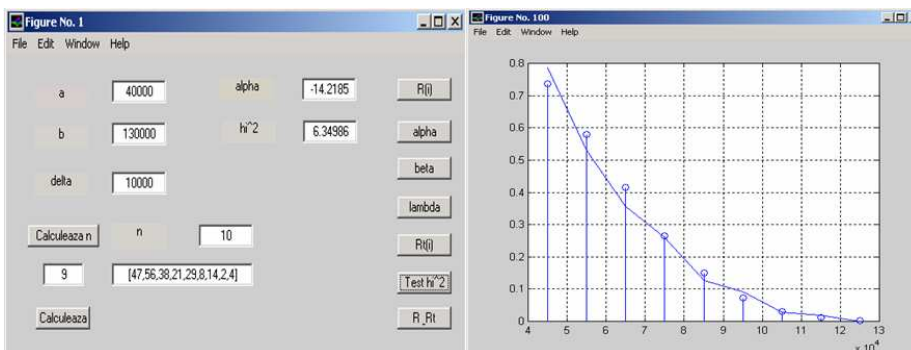 Figure No. 1
File Edit Window Help
a 40000 alpha -14.2185 R(i)
b 130000 hi^2 6.34986 alpha
delta 10000 beta
lambda
Calculeaza n n 10 Rt(i)
9 [47,56,38,21,29,8,14,2,4] Test hi^2
Calculeaza R_Rt
Figure No. 100
File Edit Window Help
0.8
0.7
0.6
0.5
0.4
0.3
0.2
0.1
0
4 5 6 7 8 9 10 11 12 13
× 10^4